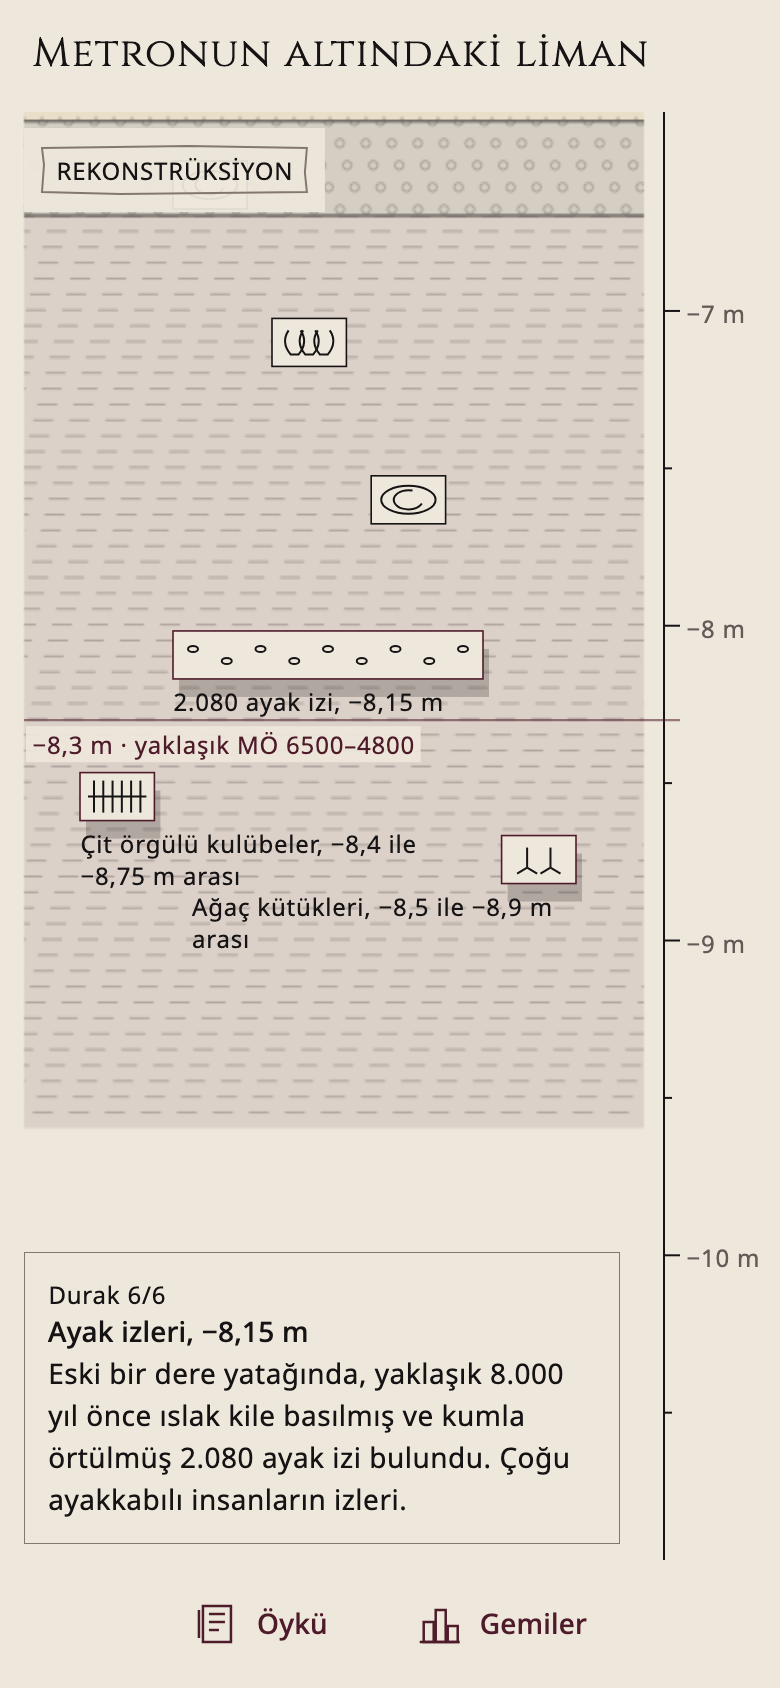 METRONUN ALTINDAKİ LİMAN
REKONSTRÜKSİYON
−7 m
−8 m
2.080 ayak izi, −8,15 m
−8,3 m · yaklaşık MÖ 6500–4800
Çit örgülü kulübeler, −8,4 ile
−8,75 m arası
Ağaç kütükleri, −8,5 ile −8,9 m
arası
−9 m
−10 m
Durak 6/6
Ayak izleri, −8,15 m
Eski bir dere yatağında, yaklaşık 8.000
yıl önce ıslak kile basılmış ve kumla
örtülmüş 2.080 ayak izi bulundu. Çoğu
ayakkabılı insanların izleri.
Öykü
Gemiler